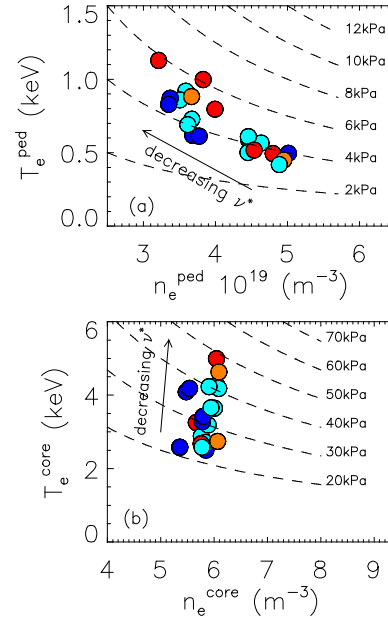 1.5
1.0
0.5
0.0
T_e^ped (keV)
12kPa
10kPa
8kPa
6kPa
4kPa
2kPa
decreasing ν*
(a)
3 4 5 6
n_e^ped 10^19 (m^-3)
6
4
2
0
T_e^core (keV)
70kPa
60kPa
50kPa
40kPa
30kPa
20kPa
decreasing ν*
(b)
4 5 6 7 8 9
n_e^core (m^-3)